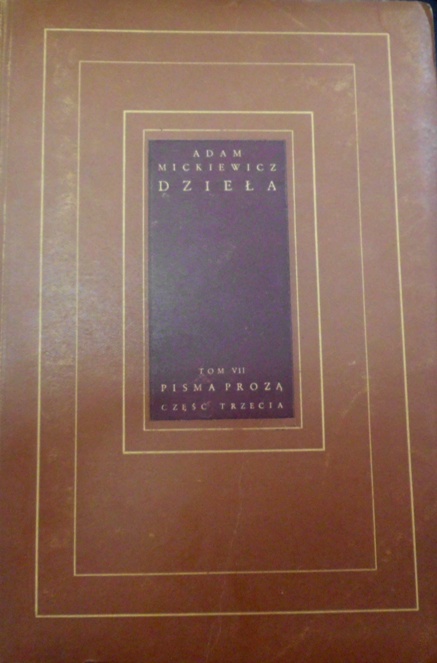 ADAM
MICKIEWICZ
DZIEŁA
TOM VII
PISMA PROZĄ
CZĘŚĆ TRZECIA